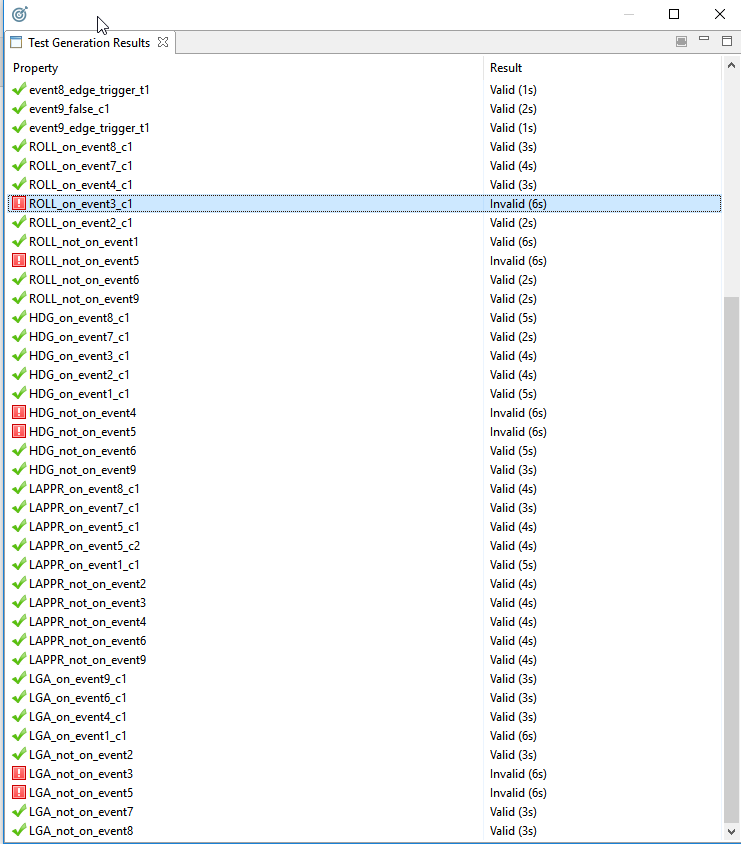 Test Generation Results
Property Result
event8_edge_trigger_t1 Valid (1s)
event9_false_c1 Valid (2s)
event9_edge_trigger_t1 Valid (1s)
ROLL_on_event8_c1 Valid (3s)
ROLL_on_event7_c1 Valid (4s)
ROLL_on_event4_c1 Valid (3s)
ROLL_on_event3_c1 Invalid (6s)
ROLL_on_event2_c1 Valid (2s)
ROLL_not_on_event1 Valid (6s)
ROLL_not_on_event5 Invalid (6s)
ROLL_not_on_event6 Valid (2s)
ROLL_not_on_event9 Valid (2s)
HDG_on_event8_c1 Valid (5s)
HDG_on_event7_c1 Valid (2s)
HDG_on_event3_c1 Valid (4s)
HDG_on_event2_c1 Valid (4s)
HDG_on_event1_c1 Valid (5s)
HDG_not_on_event4 Invalid (6s)
HDG_not_on_event5 Invalid (6s)
HDG_not_on_event6 Valid (5s)
HDG_not_on_event9 Valid (3s)
LAPPR_on_event8_c1 Valid (4s)
LAPPR_on_event7_c1 Valid (3s)
LAPPR_on_event5_c1 Valid (4s)
LAPPR_on_event5_c2 Valid (4s)
LAPPR_on_event1_c1 Valid (5s)
LAPPR_not_on_event2 Valid (4s)
LAPPR_not_on_event3 Valid (4s)
LAPPR_not_on_event4 Valid (4s)
LAPPR_not_on_event6 Valid (4s)
LAPPR_not_on_event9 Valid (4s)
LGA_on_event9_c1 Valid (3s)
LGA_on_event6_c1 Valid (3s)
LGA_on_event4_c1 Valid (3s)
LGA_on_event1_c1 Valid (6s)
LGA_not_on_event2 Valid (3s)
LGA_not_on_event3 Invalid (6s)
LGA_not_on_event5 Invalid (6s)
LGA_not_on_event7 Valid (3s)
LGA_not_on_event8 Valid (3s)